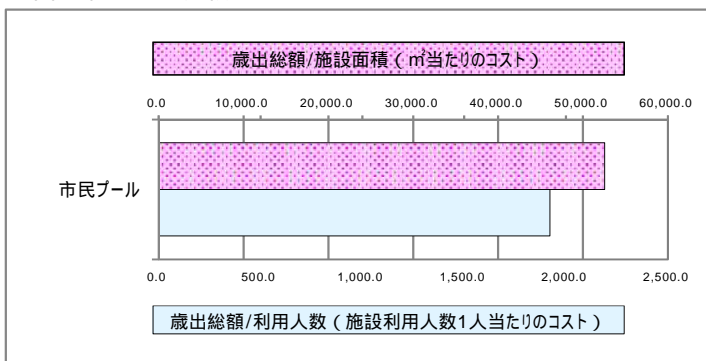 歳出総額/施設面積(㎡当たりのコスト)
0.0 10,000.0 20,000.0 30,000.0 40,000.0 50,000.0 60,000.0
市民プール
0.0 500.0 1,000.0 1,500.0 2,000.0 2,500.0
歳出総額/利用人数(施設利用人数1人当たりのコスト)